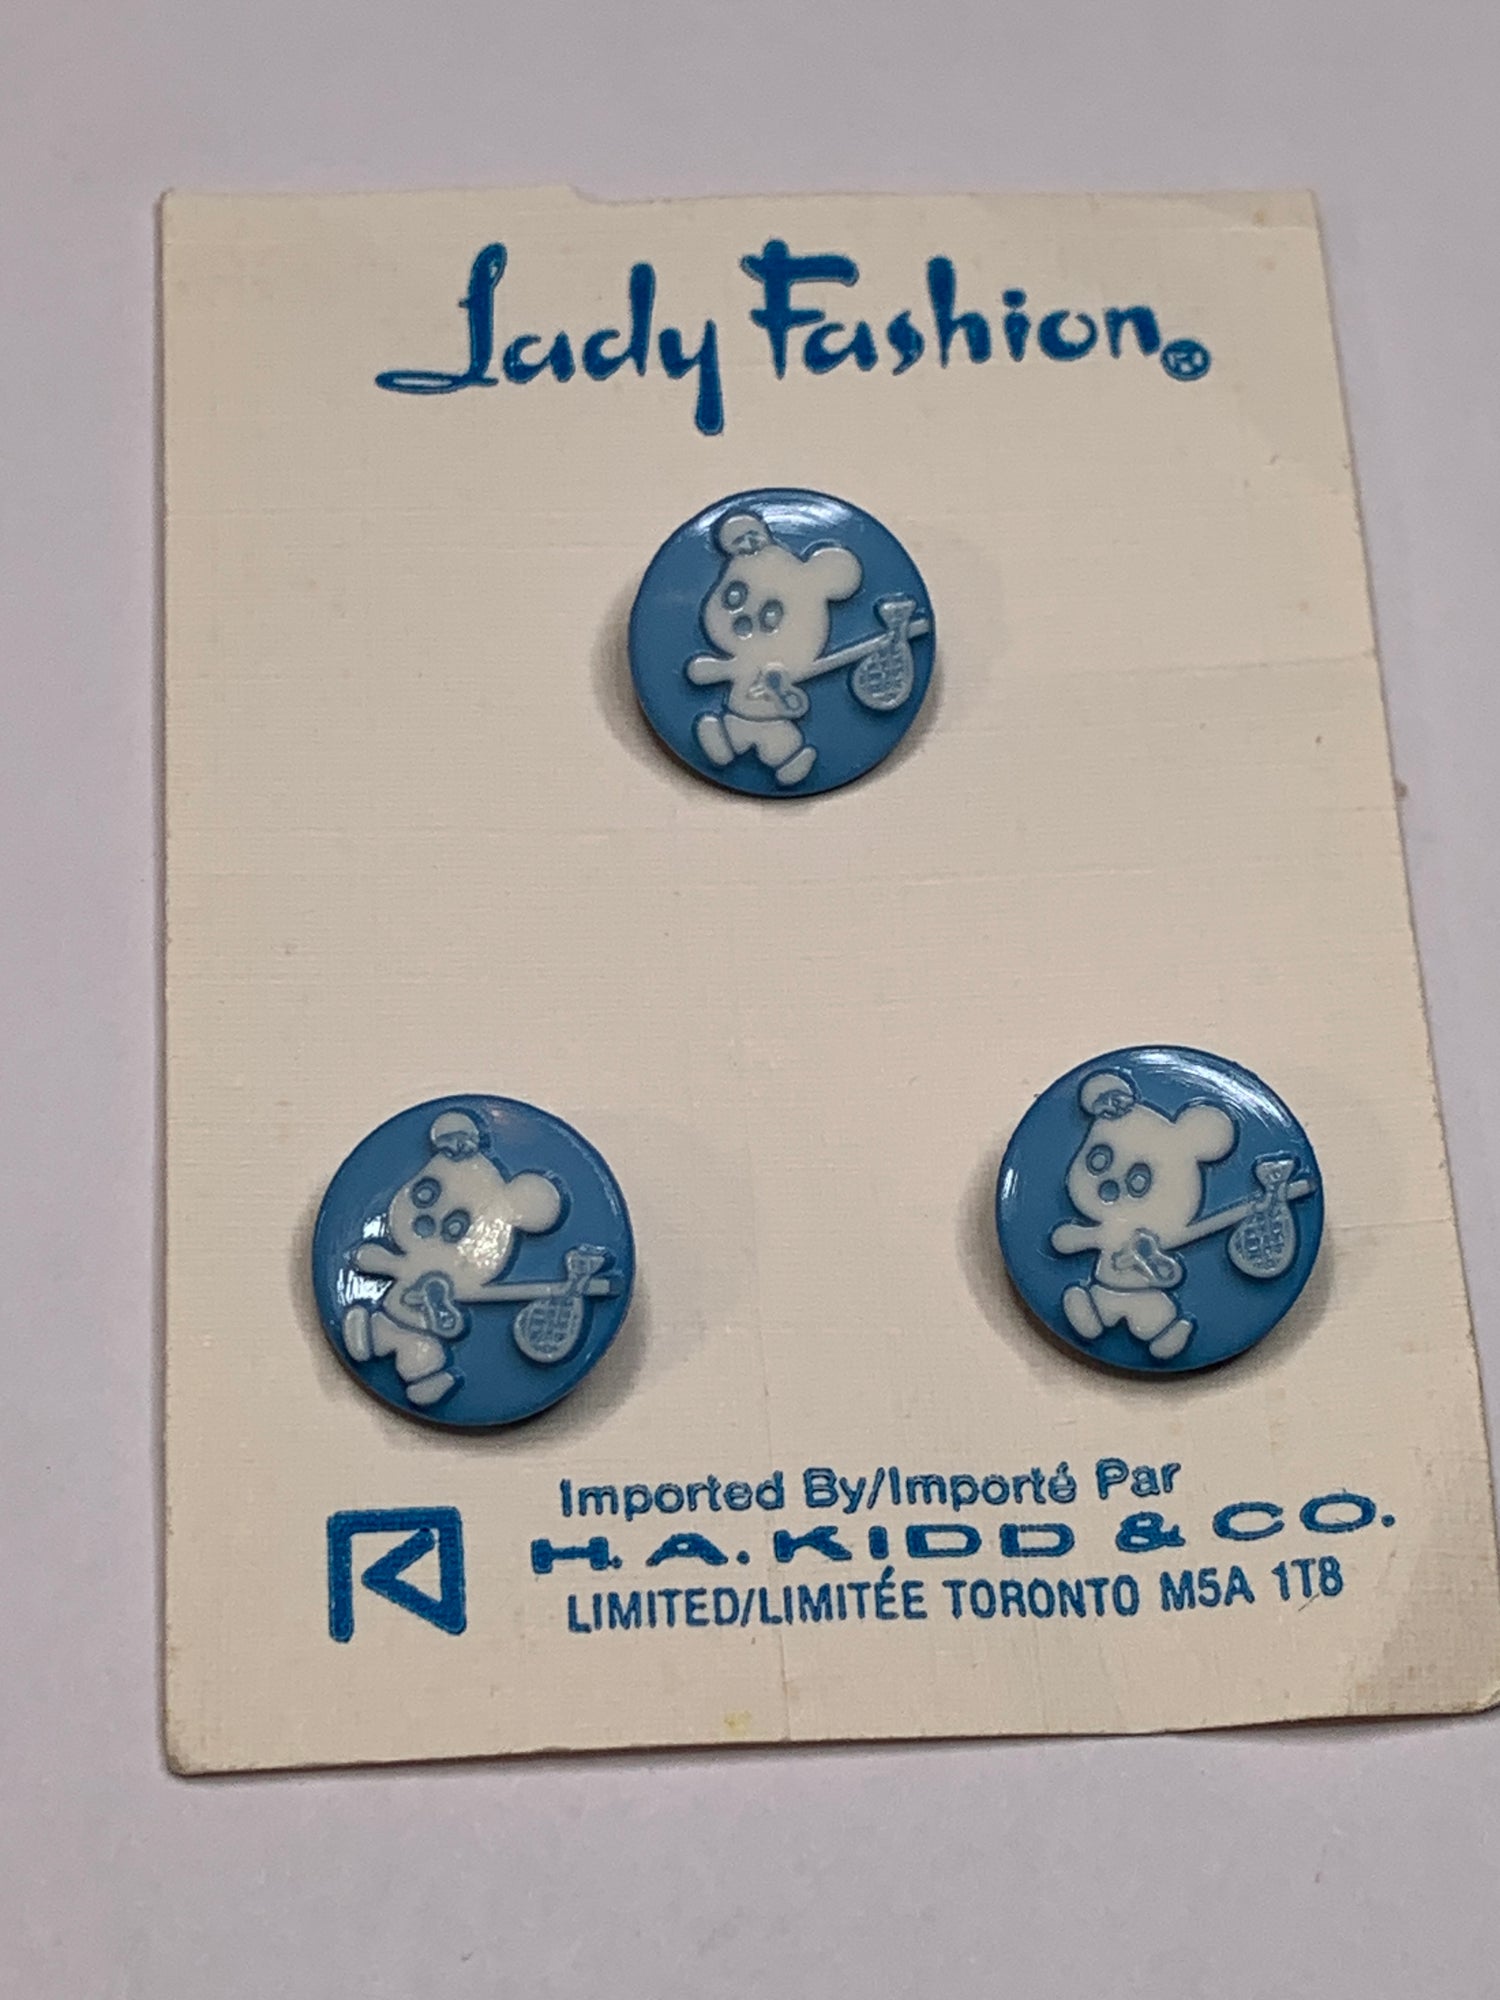 Lady Fashion®
Imported By/Importé Par
H.A. KIDD & CO.
LIMITED/LIMITÉE TORONTO M5A 1T8